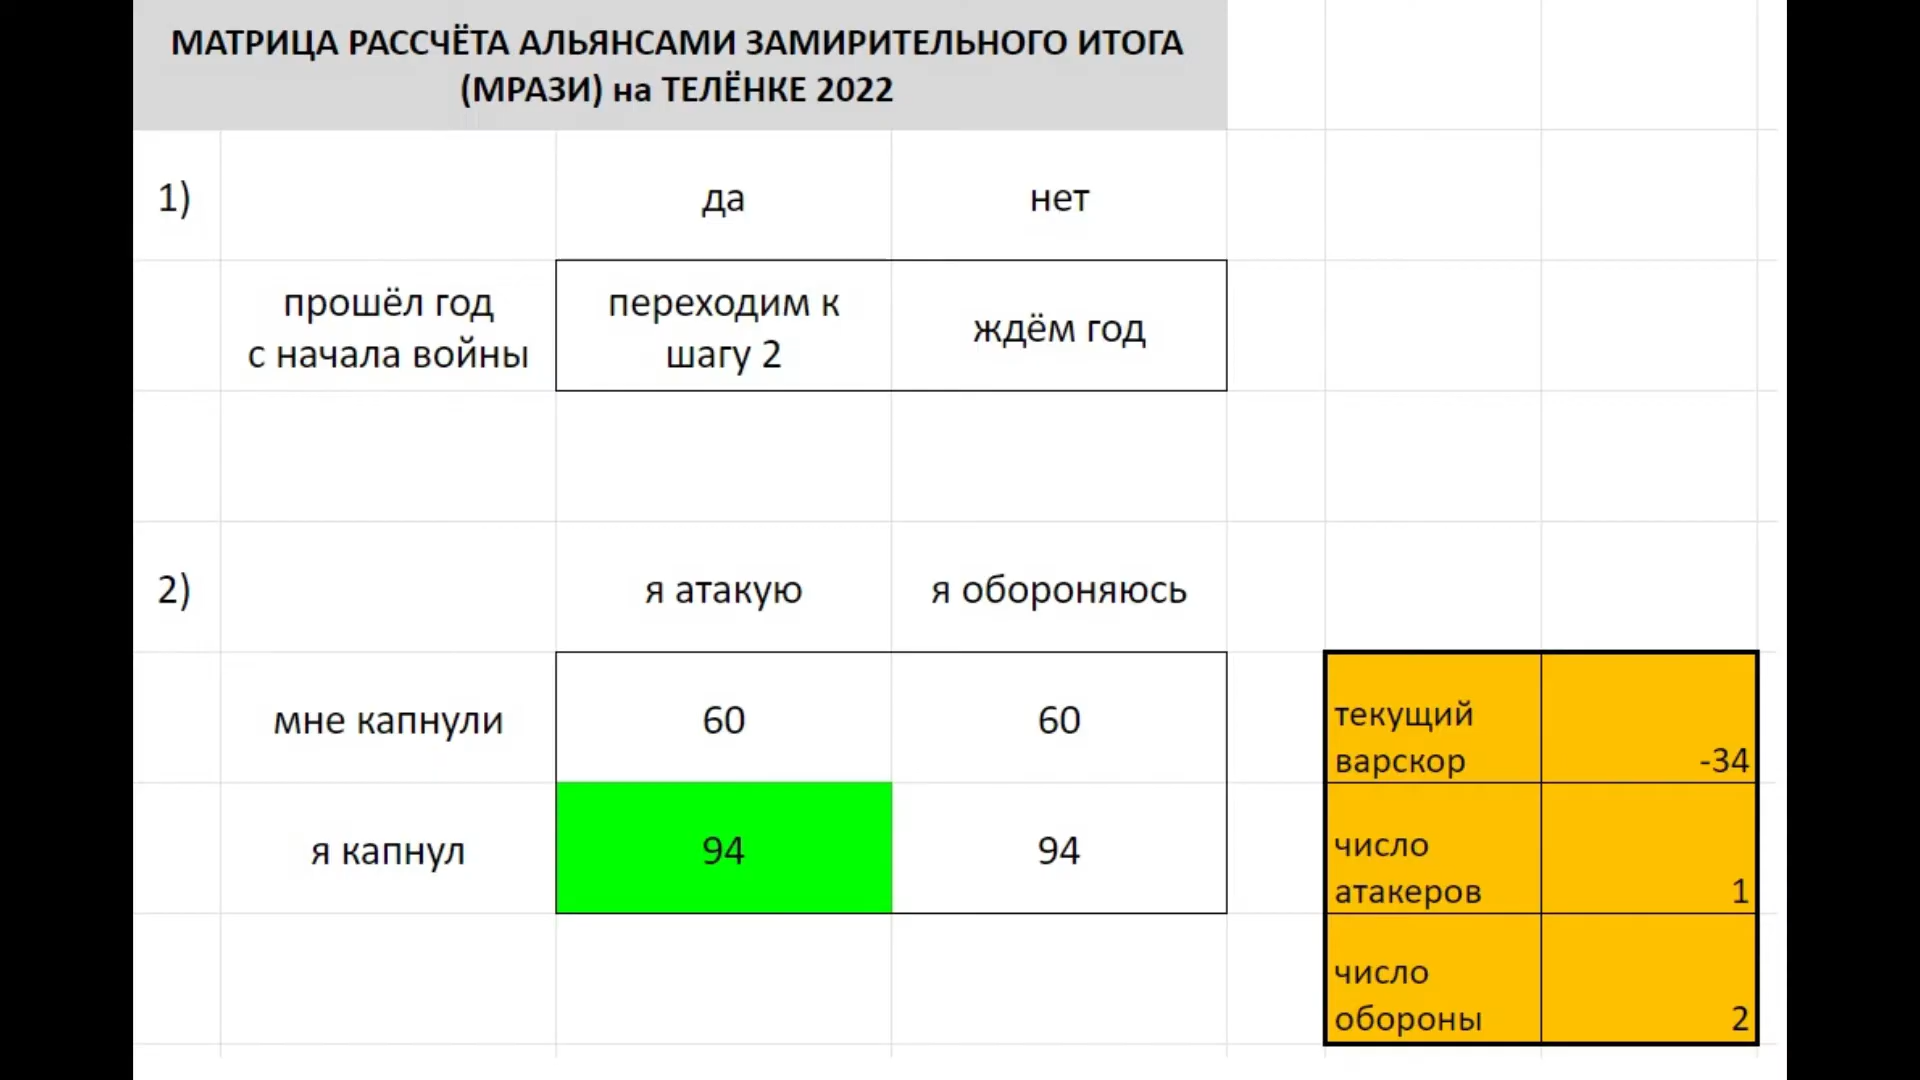 МАТРИЦА РАССЧЁТА АЛЬЯНСАМИ ЗАМИРИТЕЛЬНОГО ИТОГА
(МРАЗИ) на ТЕЛЁНКЕ 2022
1)
да
нет
прошёл год
с начала войны
переходим к
шагу 2
ждём год
2)
я атакую
я обороняюсь
мне капнули
60
60
текущий
варскор
-34
я капнул
94
94
число
атакеров
1
число
обороны
2